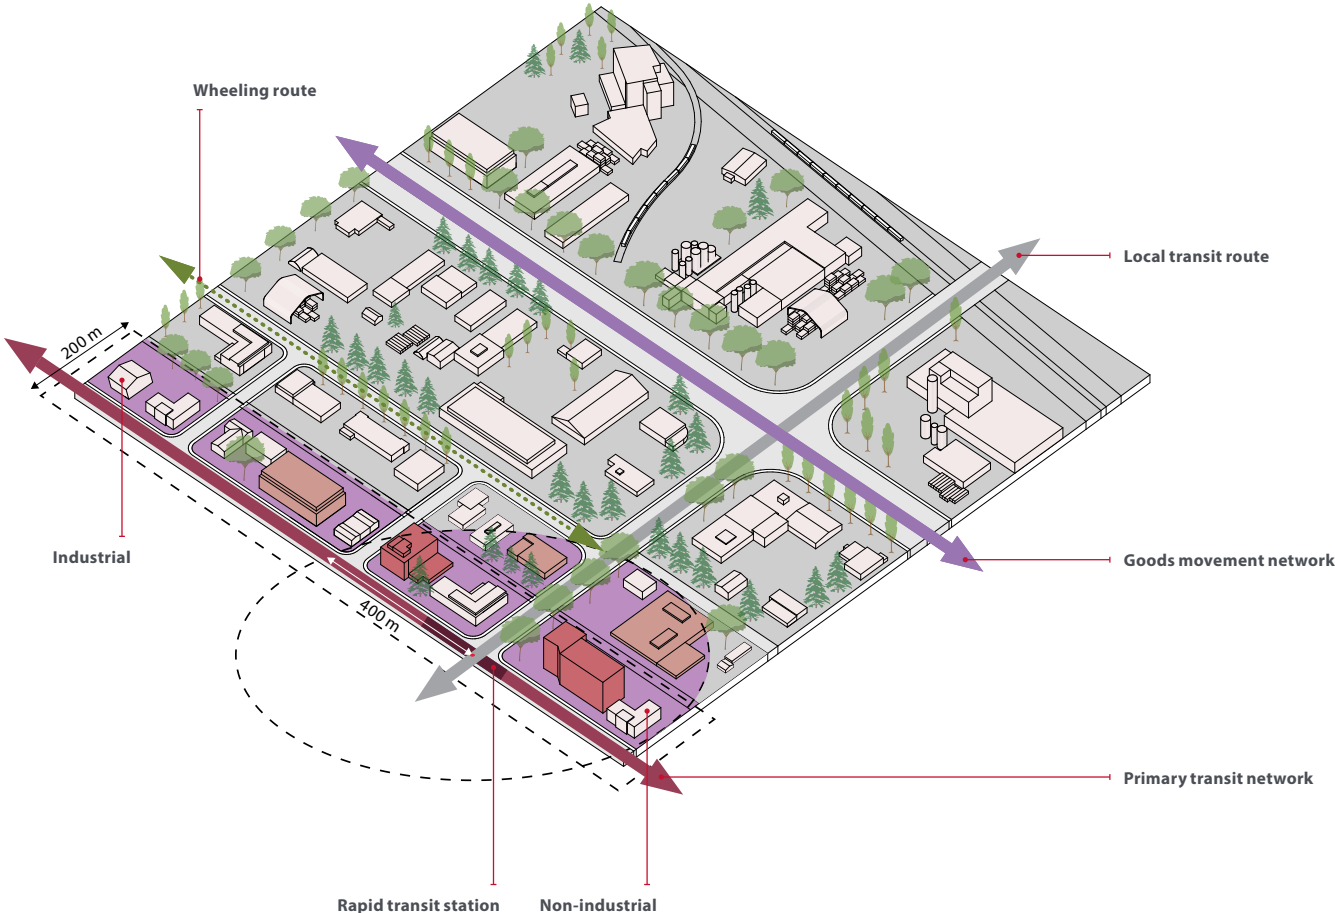 Wheeling route
Local transit route
200 m
Industrial
Goods movement network
400 m
Primary transit network
Rapid transit station
Non-industrial